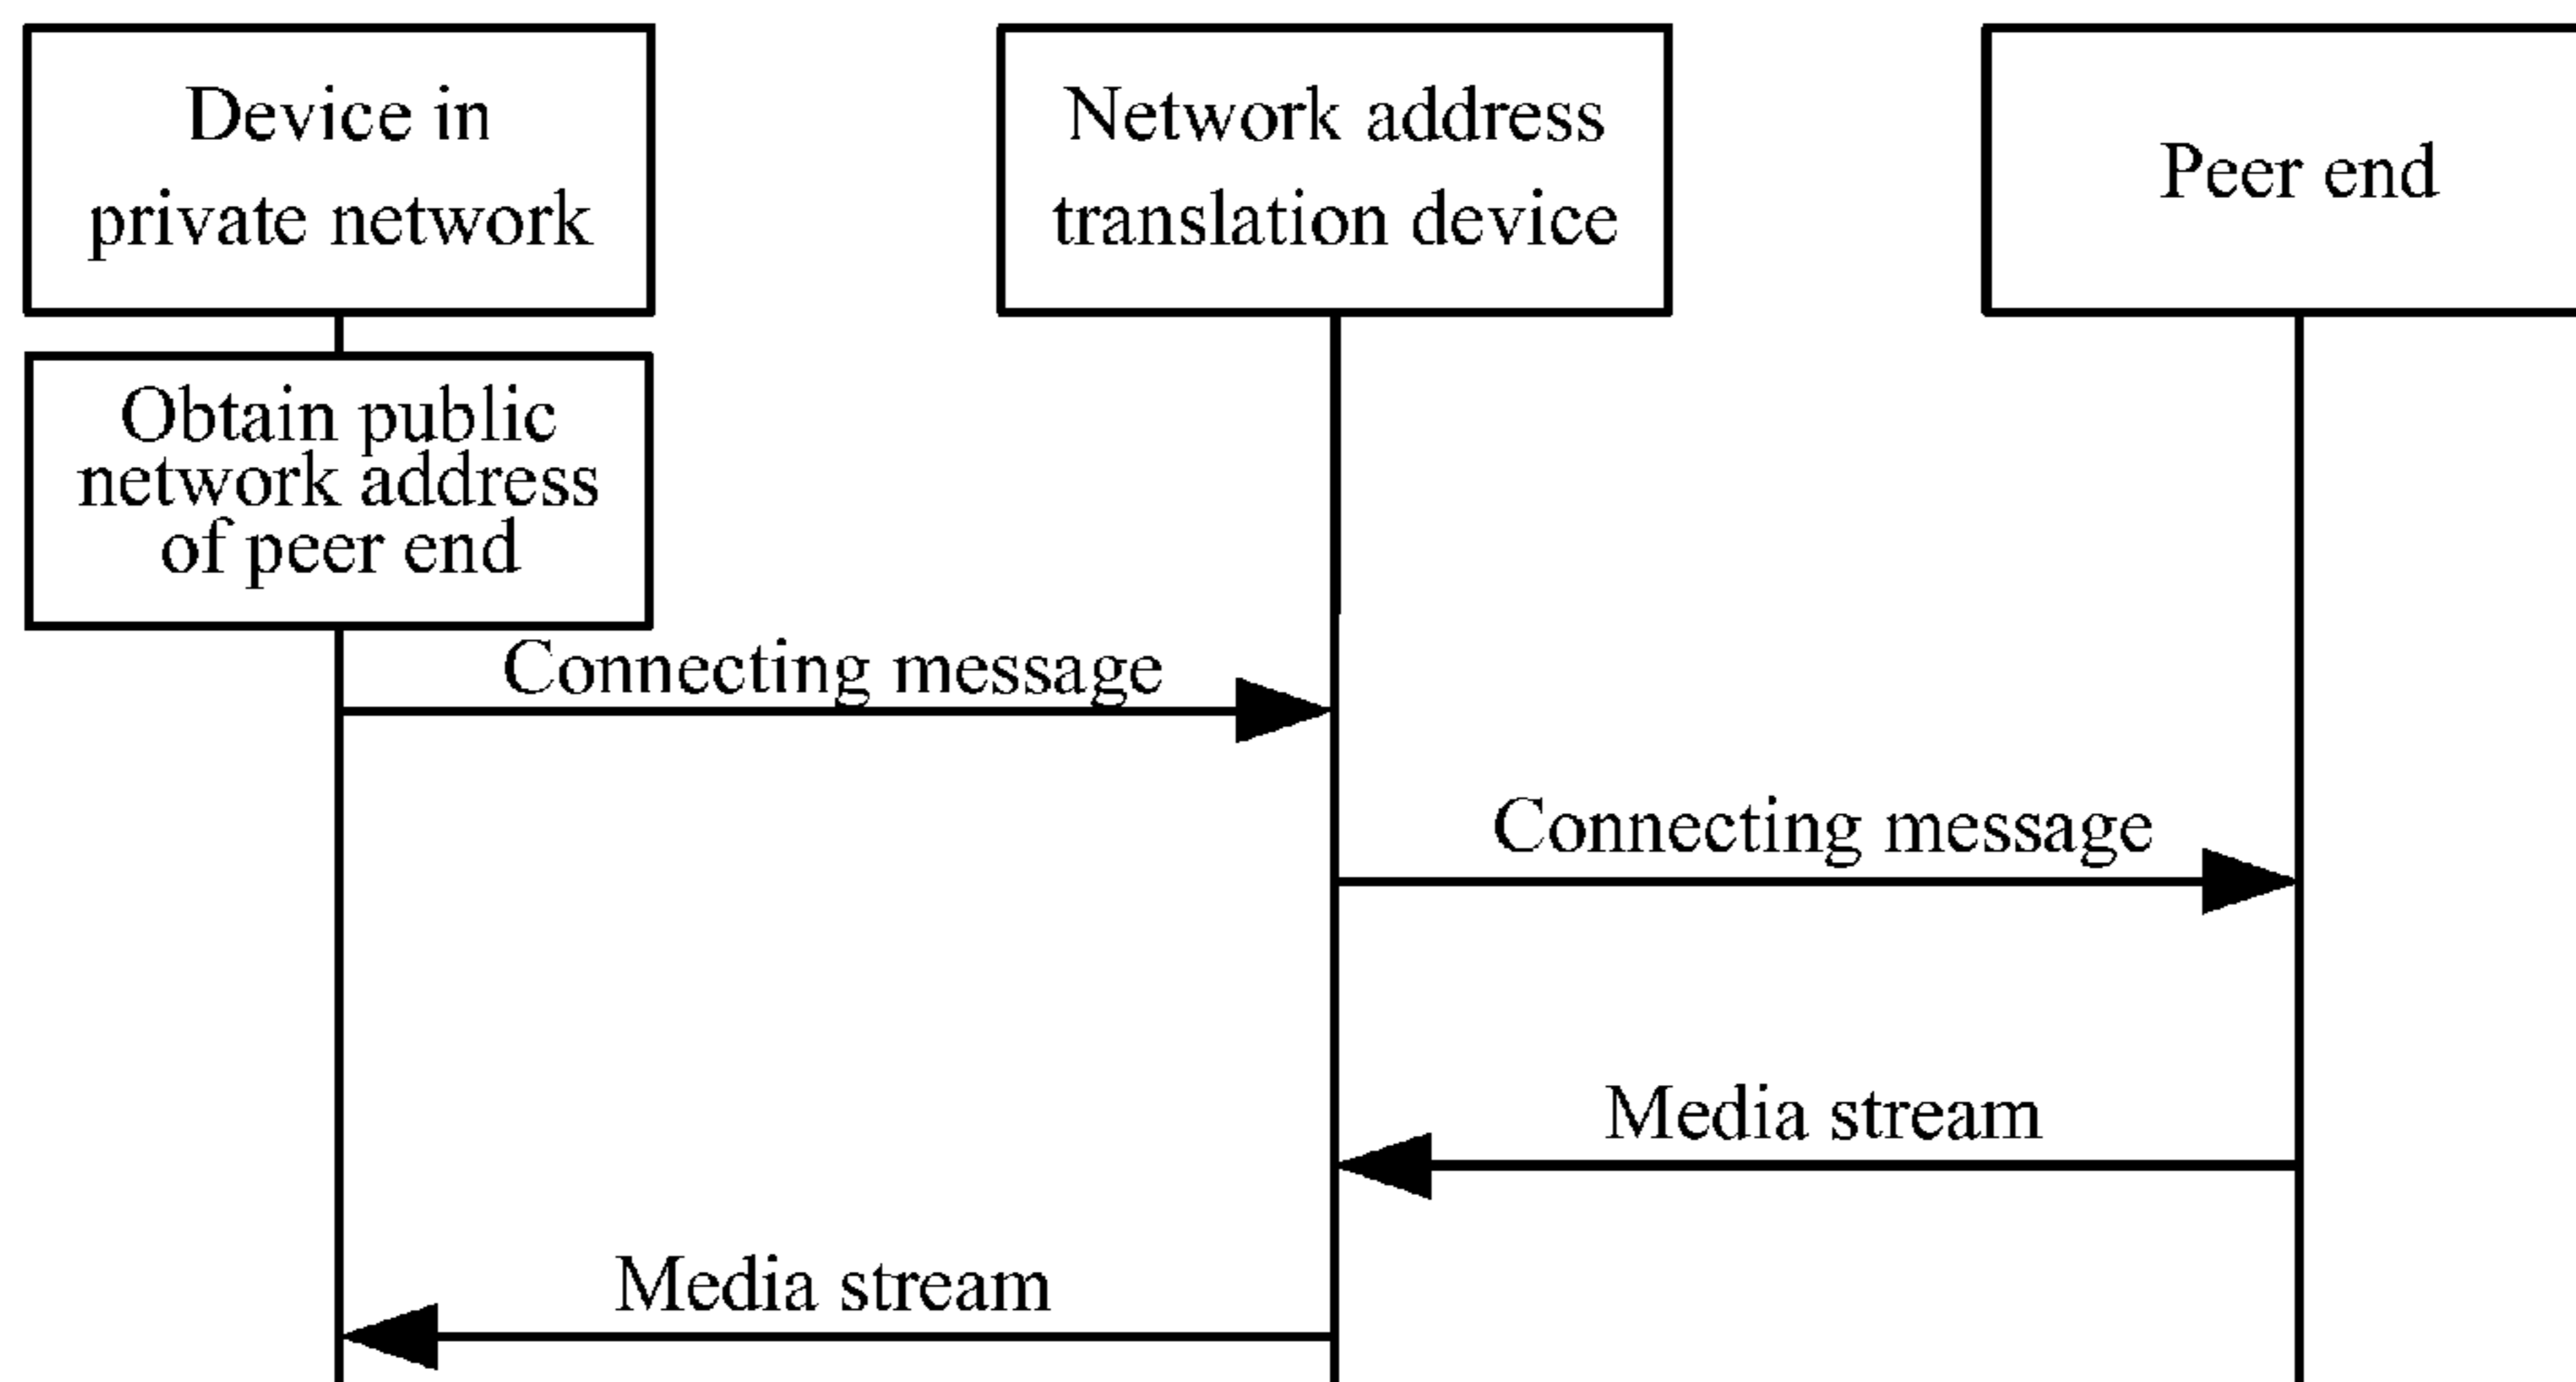 Device in
private network
Network address
translation device
Peer end
Obtain public
network address
of peer end
Connecting message
Connecting message
Media stream
Media stream